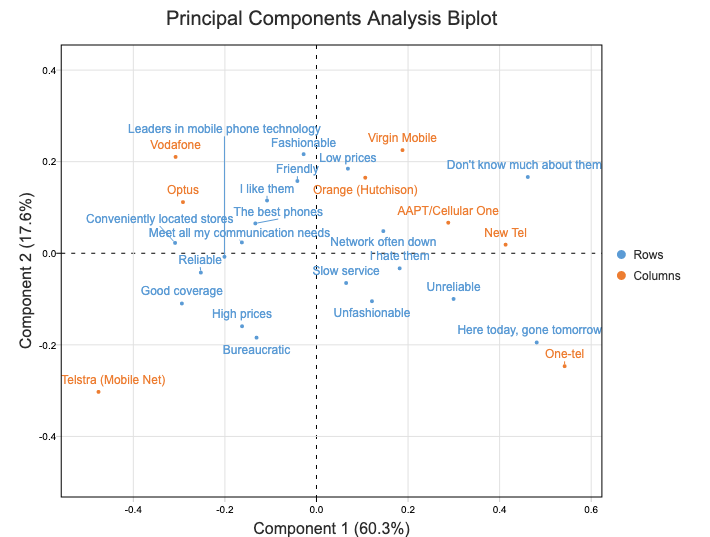 Principal Components Analysis Biplot
Component 2 (17.6%)
0.4
0.2
0.0
-0.2
-0.4
Leaders in mobile phone technology
Vodafone
Fashionable
Virgin Mobile
Low prices
Friendly
Don't know much about them
Optus
I like them
Orange (Hutchison)
Conveniently located stores
The best phones
AAPT/Cellular One
Meet all my communication needs
Network often down
New Tel
Reliable
I hate them
Slow service
Good coverage
Unreliable
High prices
Unfashionable
Bureaucratic
Here today, gone tomorrow
One-tel
Telstra (Mobile Net)
Rows
Columns
-0.4
-0.2
0.0
0.2
0.4
0.6
Component 1 (60.3%)